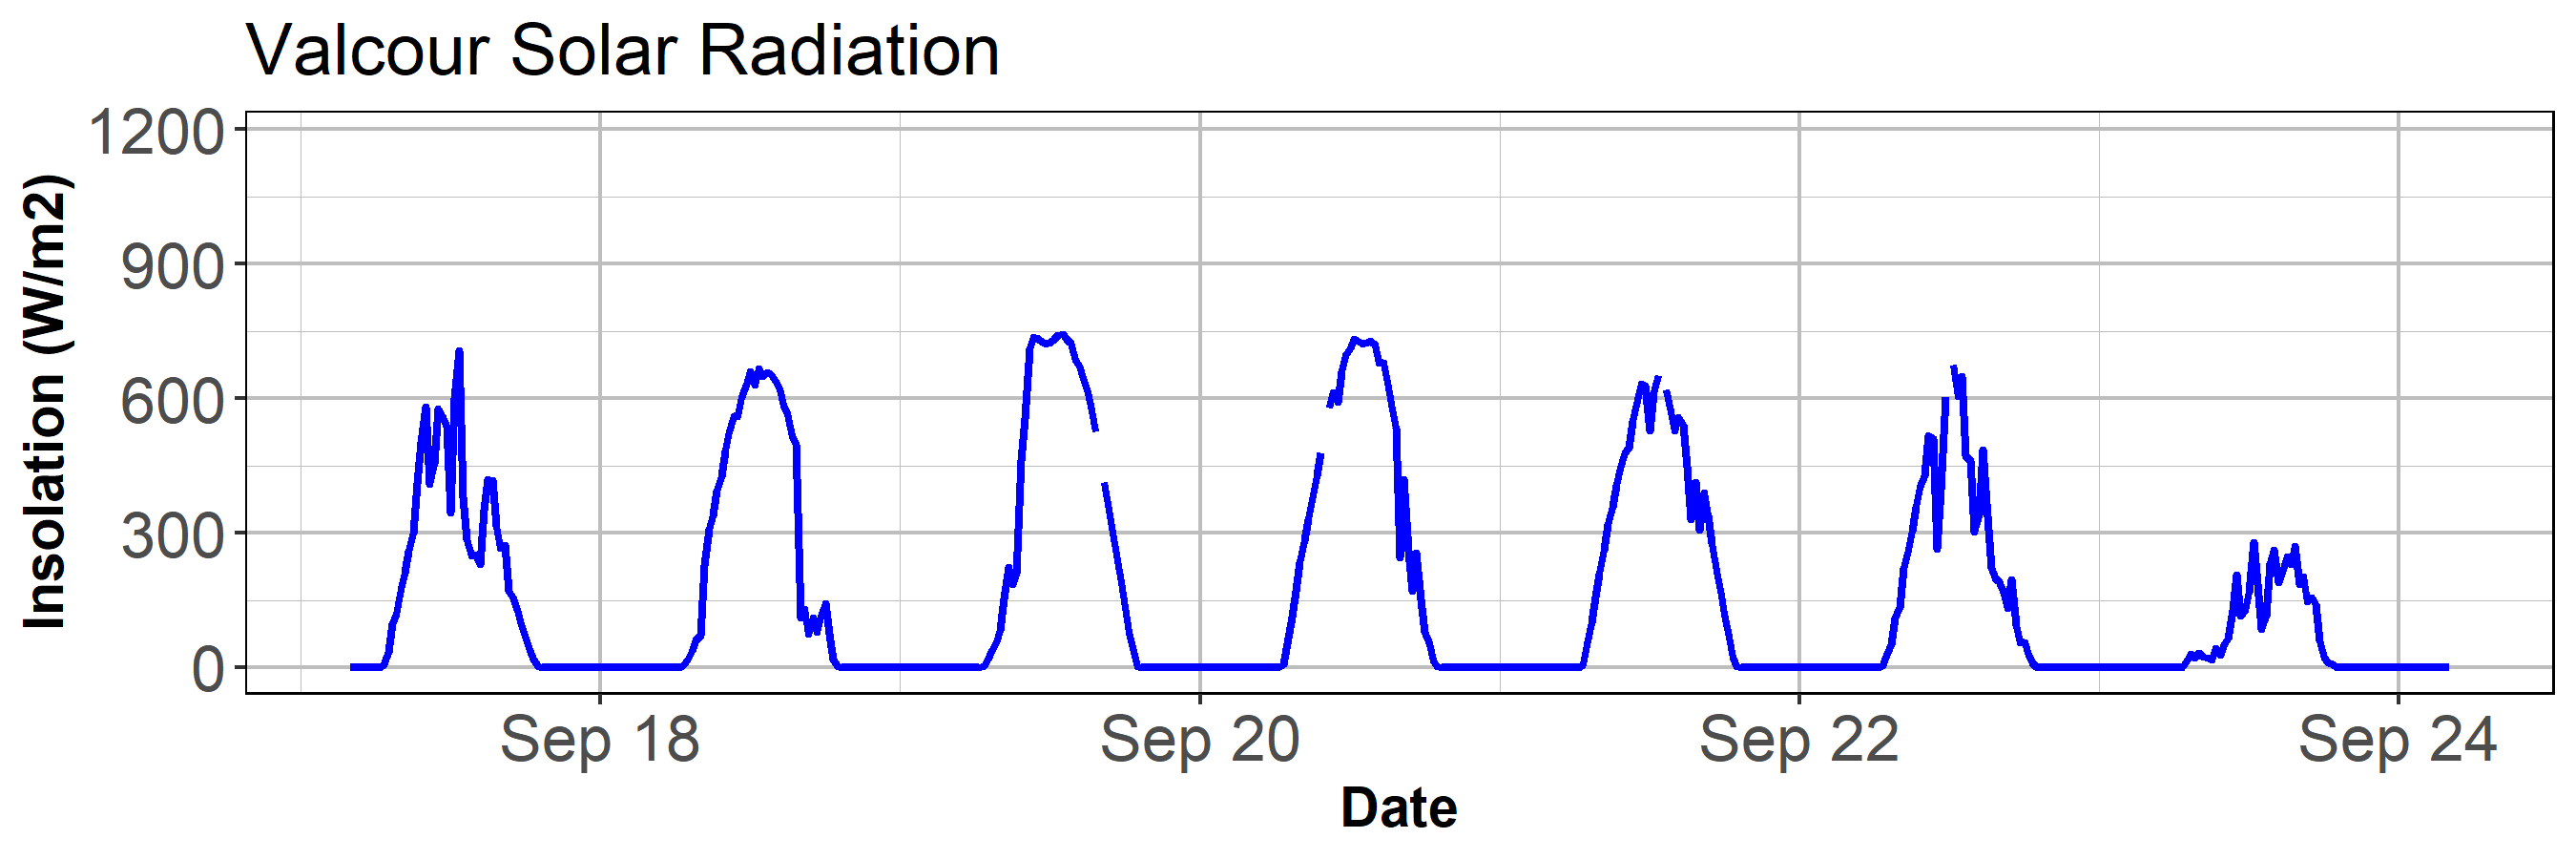 Valcour Solar Radiation
Insolation (W/m2)
1200
900
600
300
0
Sep 18 Sep 20 Sep 22 Sep 24
Date